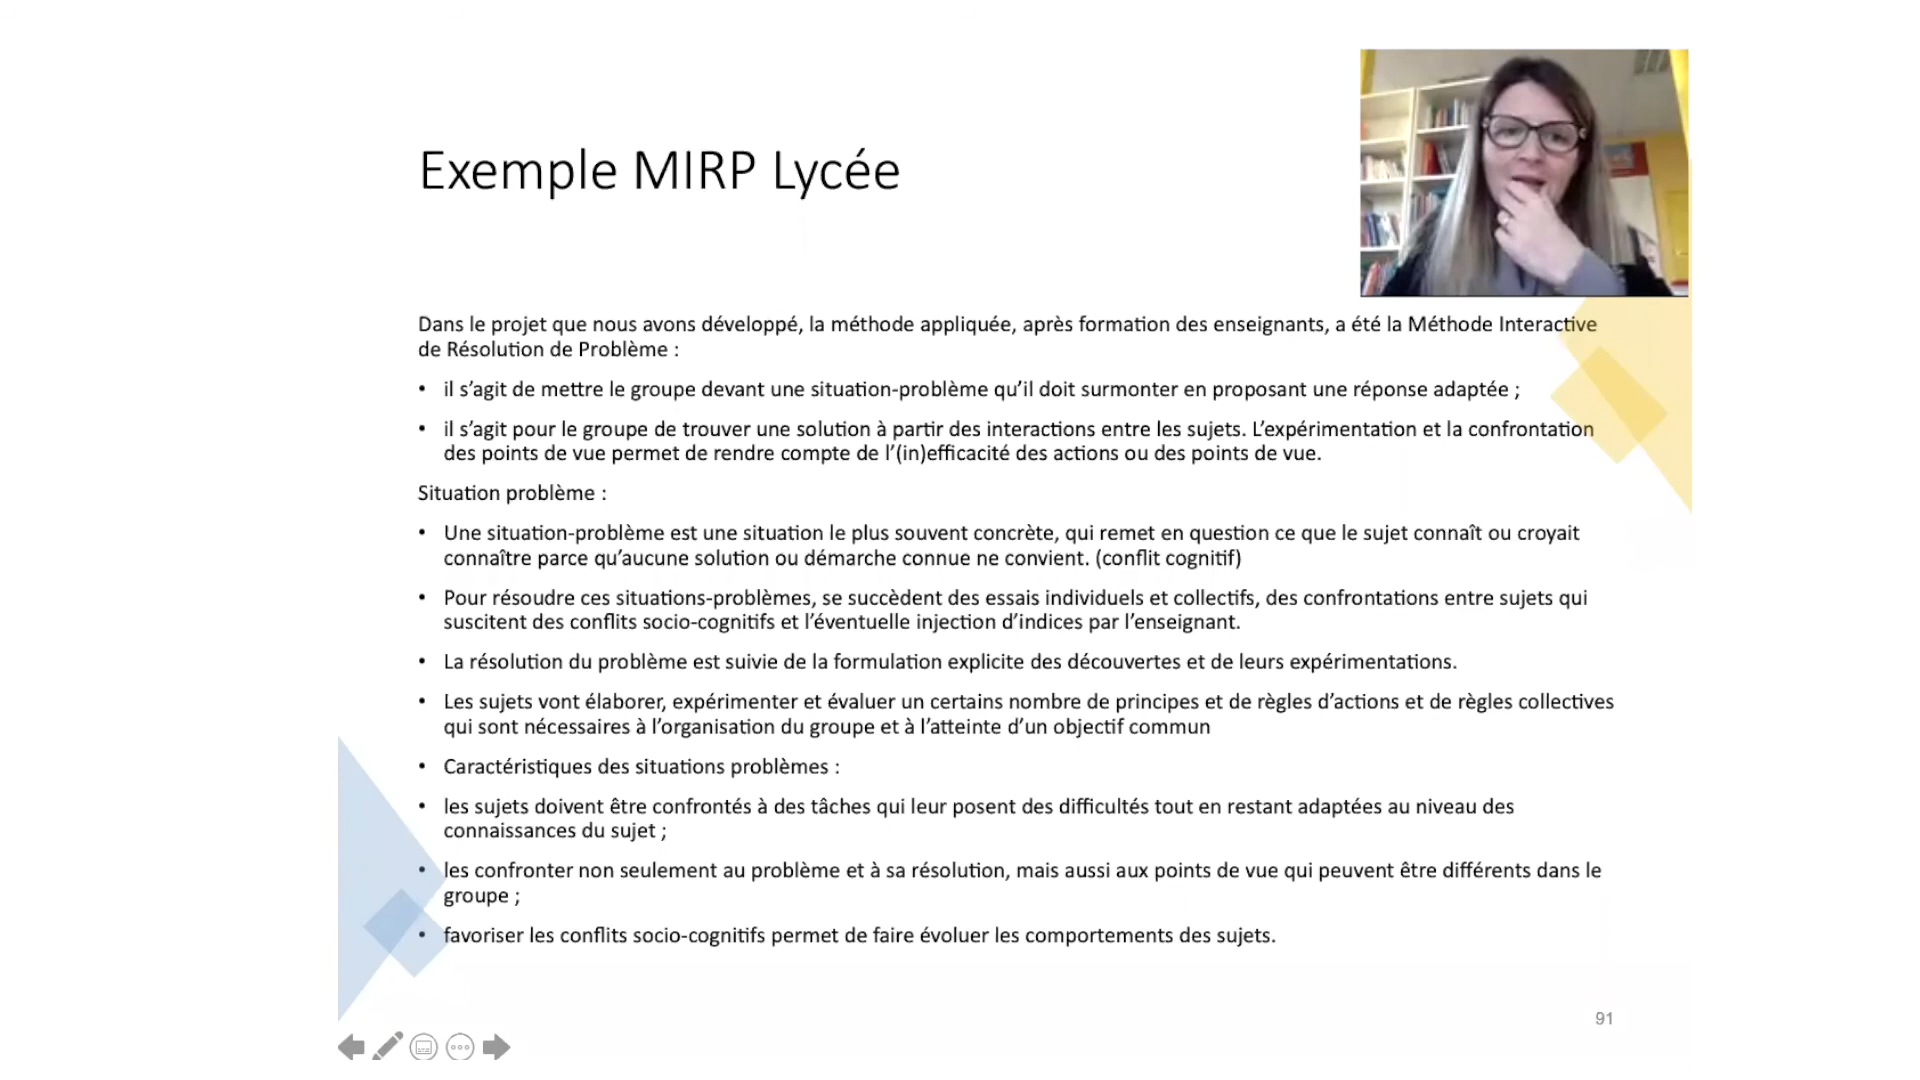 Exemple MIRP Lycée
Dans le projet que nous avons développé, la méthode appliquée, après formation des enseignants, a été la Méthode Interactive
de Résolution de Problème :
• il s’agit de mettre le groupe devant une situation-problème qu’il doit surmonter en proposant une réponse adaptée ;
• il s’agit pour le groupe de trouver une solution à partir des interactions entre les sujets. L’expérimentation et la confrontation
des points de vue permet de rendre compte de l’(in)efficacité des actions ou des points de vue.
Situation problème :
• Une situation-problème est une situation le plus souvent concrète, qui remet en question ce que le sujet connaît ou croyait
connaître parce qu’aucune solution ou démarche connue ne convient. (conflit cognitif)
• Pour résoudre ces situations-problèmes, se succèdent des essais individuels et collectifs, des confrontations entre sujets qui
suscitent des conflits socio-cognitifs et l’éventuelle injection d’indices par l’enseignant.
• La résolution du problème est suivie de la formulation explicite des découvertes et de leurs expérimentations.
• Les sujets vont élaborer, expérimenter et évaluer un certains nombre de principes et de règles d’actions et de règles collectives
qui sont nécessaires à l’organisation du groupe et à l’atteinte d’un objectif commun
• Caractéristiques des situations problèmes :
• les sujets doivent être confrontés à des tâches qui leur posent des difficultés tout en restant adaptées au niveau des
connaissances du sujet ;
• les confronter non seulement au problème et à sa résolution, mais aussi aux points de vue qui peuvent être différents dans le
groupe ;
• favoriser les conflits socio-cognitifs permet de faire évoluer les comportements des sujets.
91